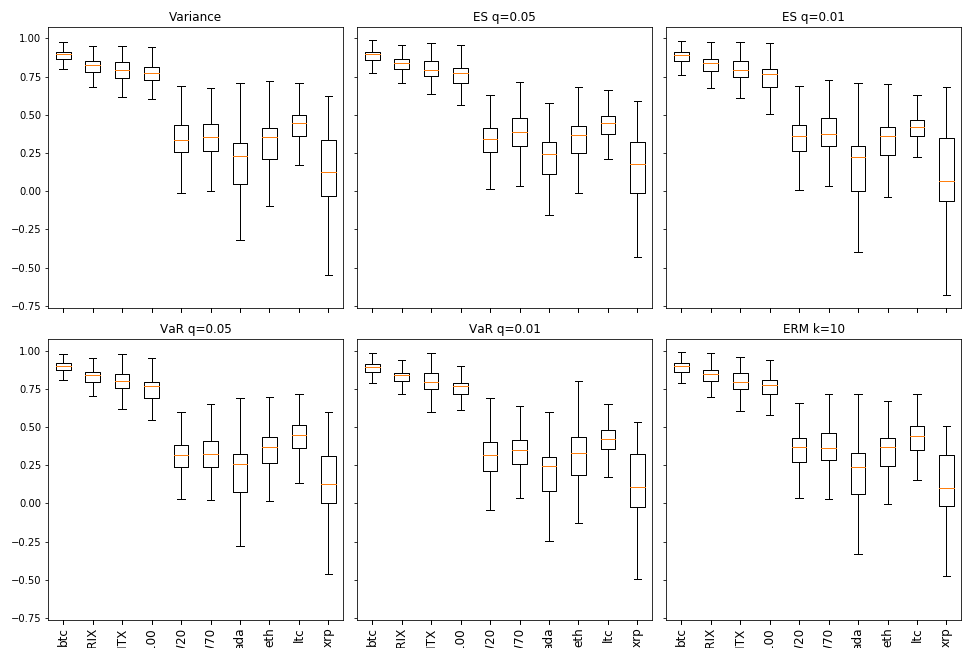 Variance
ES q=0.05
ES q=0.01
1.00
0.75
0.50
0.25
0.00
−0.25
−0.50
−0.75
VaR q=0.05
VaR q=0.01
ERM k=10
1.00
0.75
0.50
0.25
0.00
−0.25
−0.50
−0.75
btc
RIX
ITX
.00
/20
/70
ada
eth
ltc
xrp
btc
RIX
ITX
.00
/20
/70
ada
eth
ltc
xrp
btc
RIX
ITX
.00
/20
/70
ada
eth
ltc
xrp